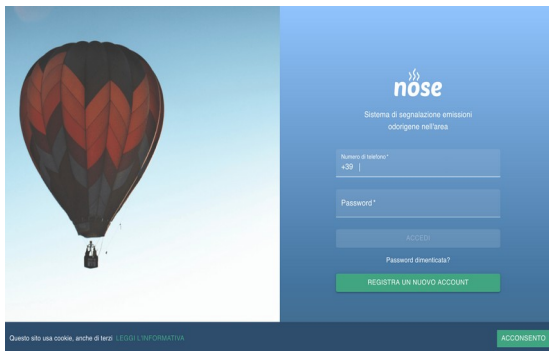 nose
Sistema di segnalazione emissioni
odorigene nell'area
Numero di telefono *
+39
Password *
ACCEDI
Password dimenticata?
REGISTRA UN NUOVO ACCOUNT
Questo sito usa cookie, anche di terzi LEGGI L'INFORMATIVA
ACCONSENTO